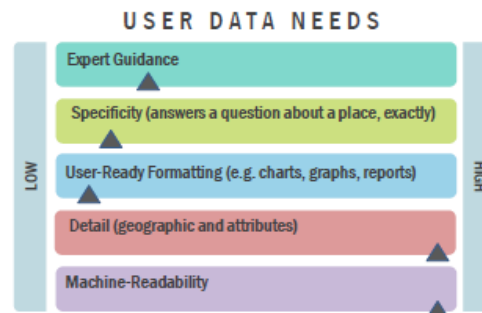 USER DATA NEEDS
Expert Guidance
Specificity (answers a question about a place, exactly)
LOW
User-Ready Formatting (e.g. charts, graphs, reports)
HIGH
Detail (geographic and attributes)
Machine-Readability